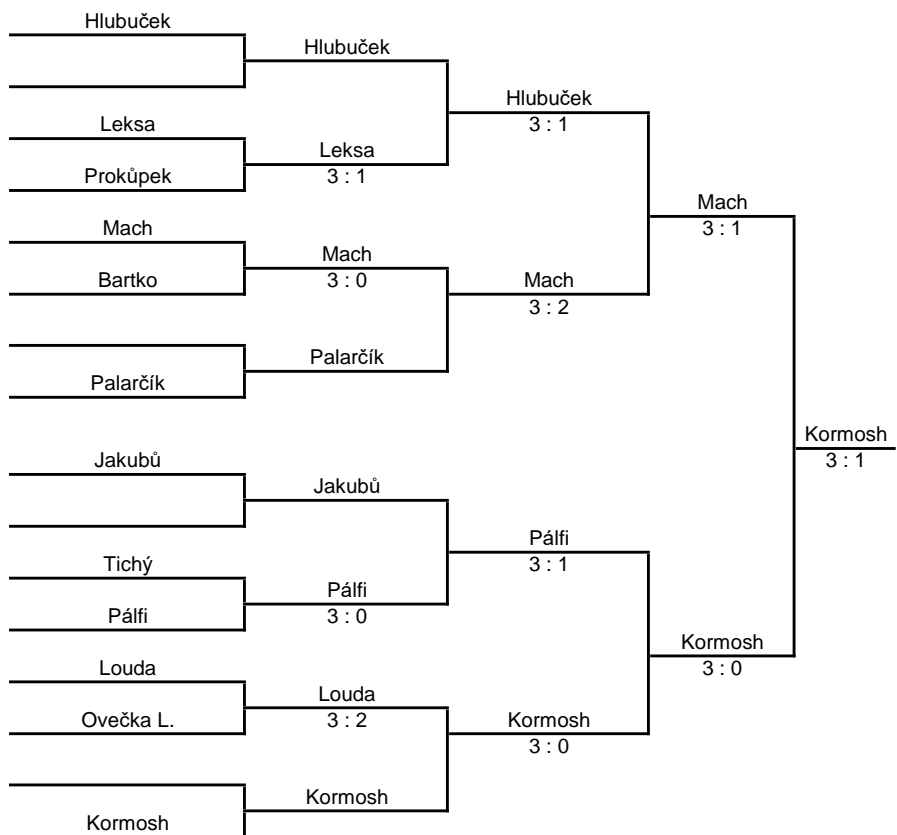 Hlubuček
Hlubuček
Hlubuček
3 : 1
Leksa
Leksa
3 : 1
Prokůpek
Mach
3 : 1
Mach
Mach
3 : 0
Bartko
Mach
3 : 2
Palarčík
Palarčík
Kormosh
3 : 1
Jakubů
Jakubů
Pálfi
3 : 1
Tichý
Pálfi
3 : 0
Pálfi
Kormosh
3 : 0
Louda
Louda
3 : 2
Ovečka L.
Kormosh
3 : 0
Kormosh
Kormosh